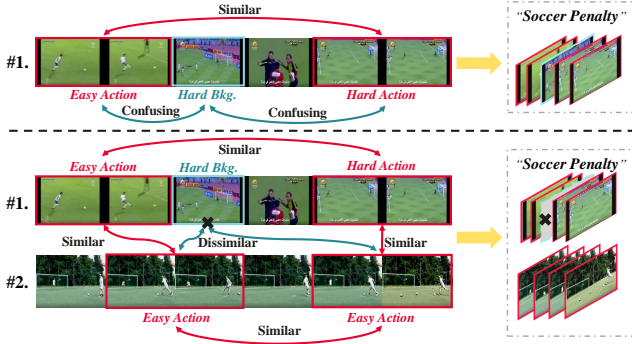 Similar
"Soccer Penalty"
#1.
Easy Action
Hard Bkg.
Hard Action
Confusing
Confusing
Similar
Easy Action
Hard Bkg.
Hard Action
"Soccer Penalty"
#1.
Similar
Dissimilar
Similar
#2.
Easy Action
Easy Action
Similar